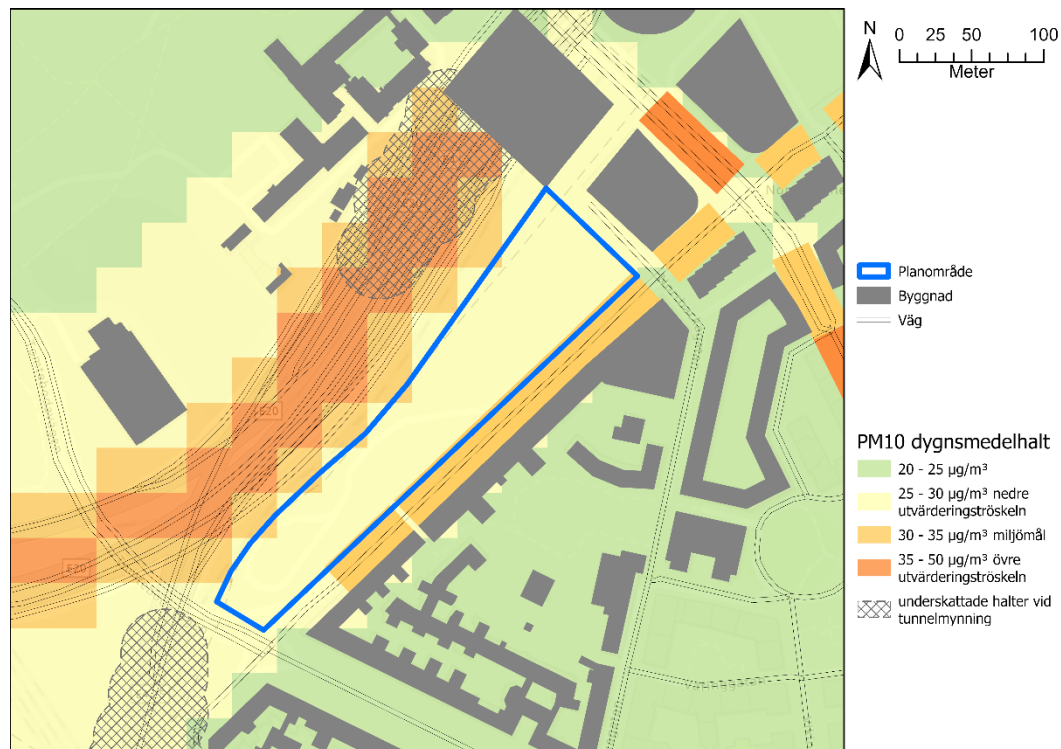 N
0 25 50 100
Meter
Planområde
Byggnad
Väg
PM10 dygnsmedelhalt
20 - 25 µg/m³
25 - 30 µg/m³ nedre
utvärderingströskeln
30 - 35 µg/m³ miljömål
35 - 50 µg/m³ övre
utvärderingströskeln
underskattade halter vid
tunnelmynning
E20
E20